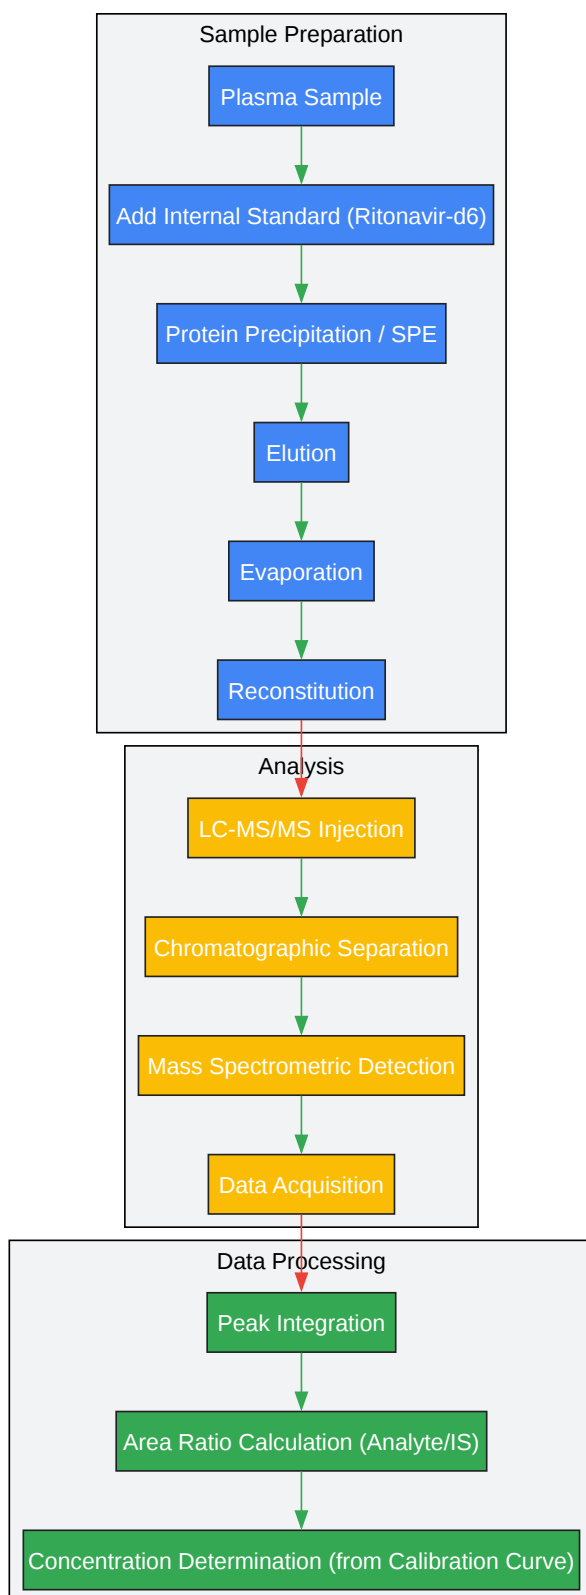 Sample Preparation
Plasma Sample
Add Internal Standard (Ritonavir-d6)
Protein Precipitation / SPE
Elution
Evaporation
Reconstitution
Analysis
LC-MS/MS Injection
Chromatographic Separation
Mass Spectrometric Detection
Data Acquisition
Data Processing
Peak Integration
Area Ratio Calculation (Analyte/IS)
Concentration Determination (from Calibration Curve)